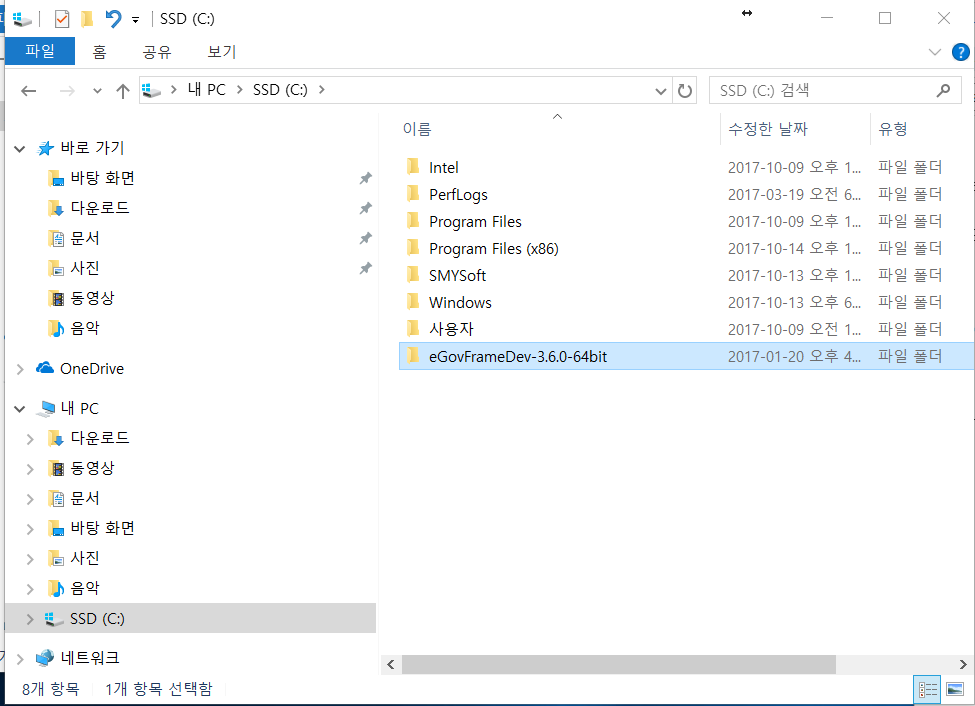 SSD (C:)
파일 홈 공유 보기
내 PC > SSD (C:) >
SSD (C:) 검색
이름 수정한 날짜 유형
바로 가기
바탕 화면
다운로드
문서
사진
동영상
음악
OneDrive
내 PC
다운로드
동영상
문서
바탕 화면
사진
음악
SSD (C:)
네트워크
Intel 2017-10-09 오후 1... 파일 폴더
PerfLogs 2017-03-19 오전 6... 파일 폴더
Program Files 2017-10-09 오후 1... 파일 폴더
Program Files (x86) 2017-10-14 오후 1... 파일 폴더
SMYSoft 2017-10-13 오후 1... 파일 폴더
Windows 2017-10-13 오후 6... 파일 폴더
사용자 2017-10-09 오전 1... 파일 폴더
eGovFrameDev-3.6.0-64bit 2017-01-20 오후 4... 파일 폴더
8개 항목 1개 항목 선택함